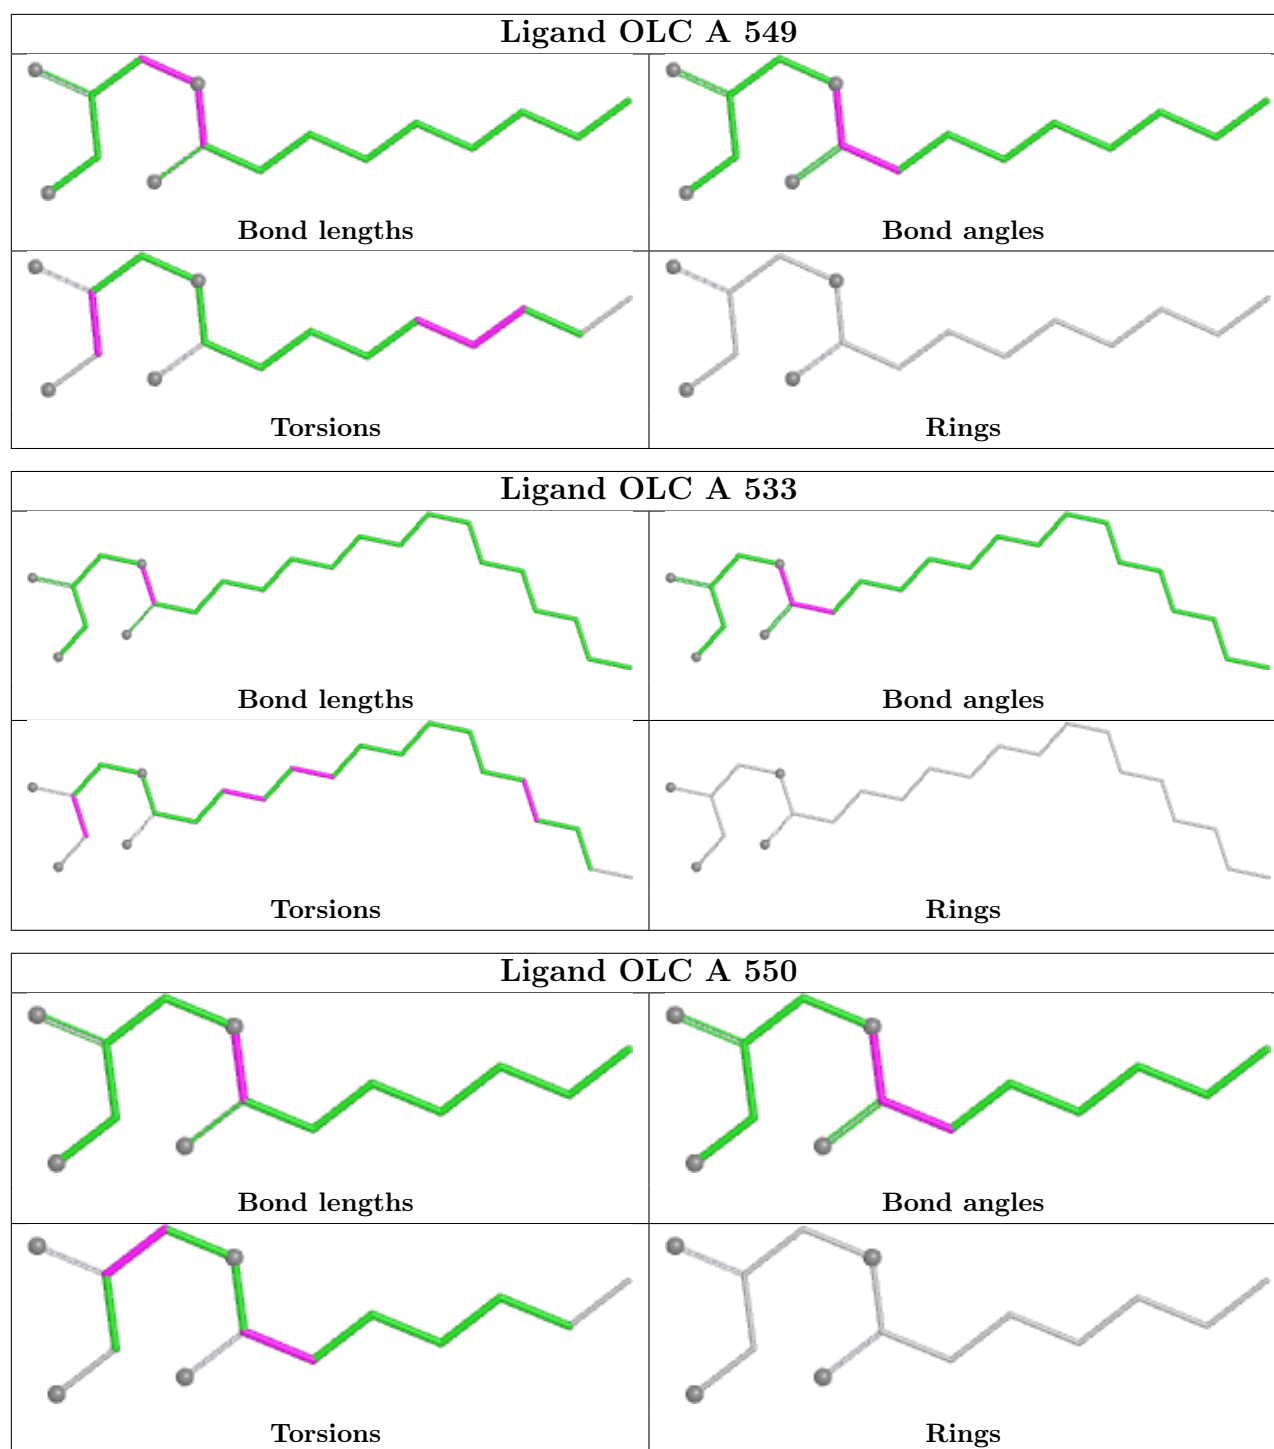 Ligand OLC A 549
Bond lengths
Bond angles
Torsions
Rings
Ligand OLC A 533
Bond lengths
Bond angles
Torsions
Rings
Ligand OLC A 550
Bond lengths
Bond angles
Torsions
Rings